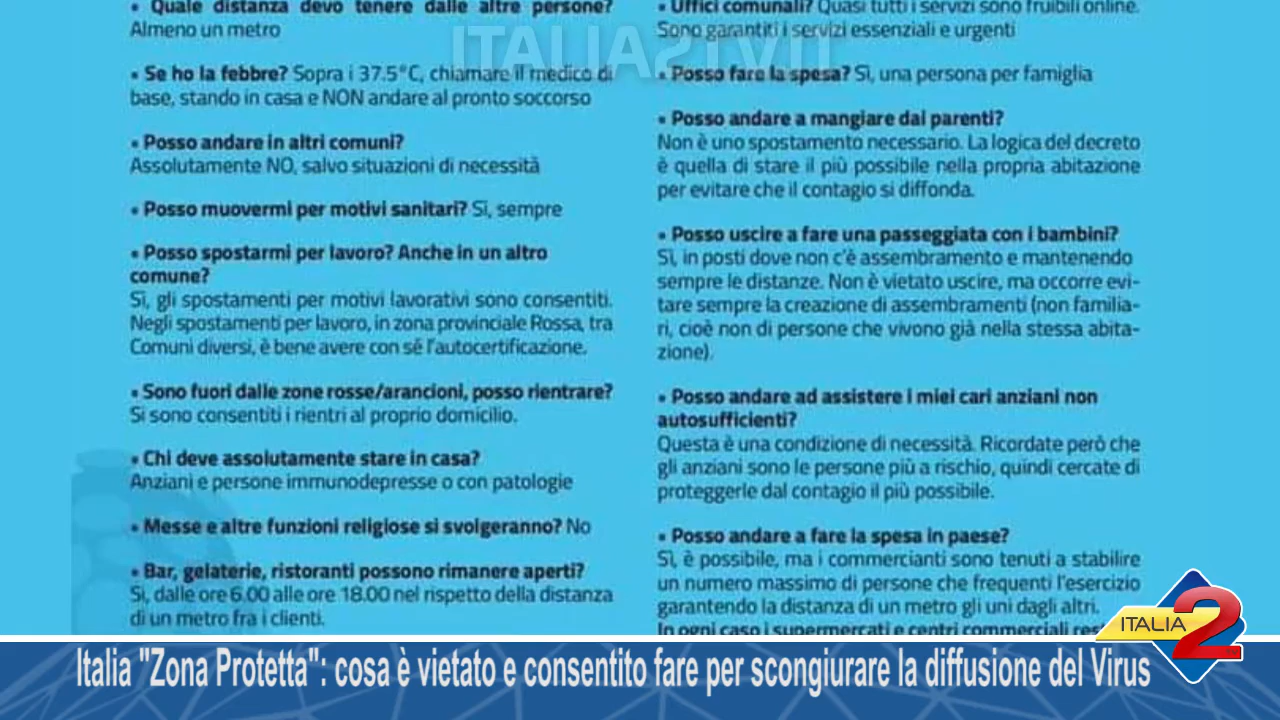 • Quale distanza devo tenere dalle altre persone?
Almeno un metro
• Se ho la febbre? Sopra i 37.5°C, chiamare il medico di
base, stando in casa e NON andare al pronto soccorso
• Posso andare in altri comuni?
Assolutamente NO, salvo situazioni di necessità
• Posso muovermi per motivi sanitari? Sì, sempre
• Posso spostarmi per lavoro? Anche in un altro
comune?
Sì, gli spostamenti per motivi lavorativi sono consentiti.
Negli spostamenti per lavoro, in zona provinciale Rossa, tra
Comuni diversi, è bene avere con sé l'autocertificazione.
• Sono fuori dalle zone rosse/arancioni, posso rientrare?
Si sono consentiti i rientri al proprio domicilio.
• Chi deve assolutamente stare in casa?
Anziani e persone immunodepresse o con patologie
• Messe e altre funzioni religiose si svolgeranno? No
• Bar, gelaterie, ristoranti possono rimanere aperti?
Si, dalle ore 6.00 alle ore 18.00 nel rispetto della distanza
di un metro fra i clienti.
• Uffici comunali? Quasi tutti i servizi sono fruibili online.
Sono garantiti i servizi essenziali e urgenti
• Posso fare la spesa? Sì, una persona per famiglia
• Posso andare a mangiare dai parenti?
Non è uno spostamento necessario. La logica del decreto
è quella di stare il più possibile nella propria abitazione
per evitare che il contagio si diffonda.
• Posso uscire a fare una passeggiata con i bambini?
Sì, in posti dove non c'è assembramento e mantenendo
sempre le distanze. Non è vietato uscire, ma occorre evi-
tare sempre la creazione di assembramenti (non familia-
ri, cioè non di persone che vivono già nella stessa abita-
zione).
• Posso andare ad assistere i miei cari anziani non
autosufficienti?
Questa è una condizione di necessità. Ricordate però che
gli anziani sono le persone più a rischio, quindi cercate di
proteggerle dal contagio il più possibile.
• Posso andare a fare la spesa in paese?
Sì, è possibile, ma i commercianti sono tenuti a stabilire
un numero massimo di persone che frequenti l'esercizio
garantendo la distanza di un metro gli uni dagli altri.
In ogni caso i supermercati e centri commerciali
ITALIA 2
Italia "Zona Protetta": cosa è vietato e consentito fare per scongiurare la diffusione del Virus